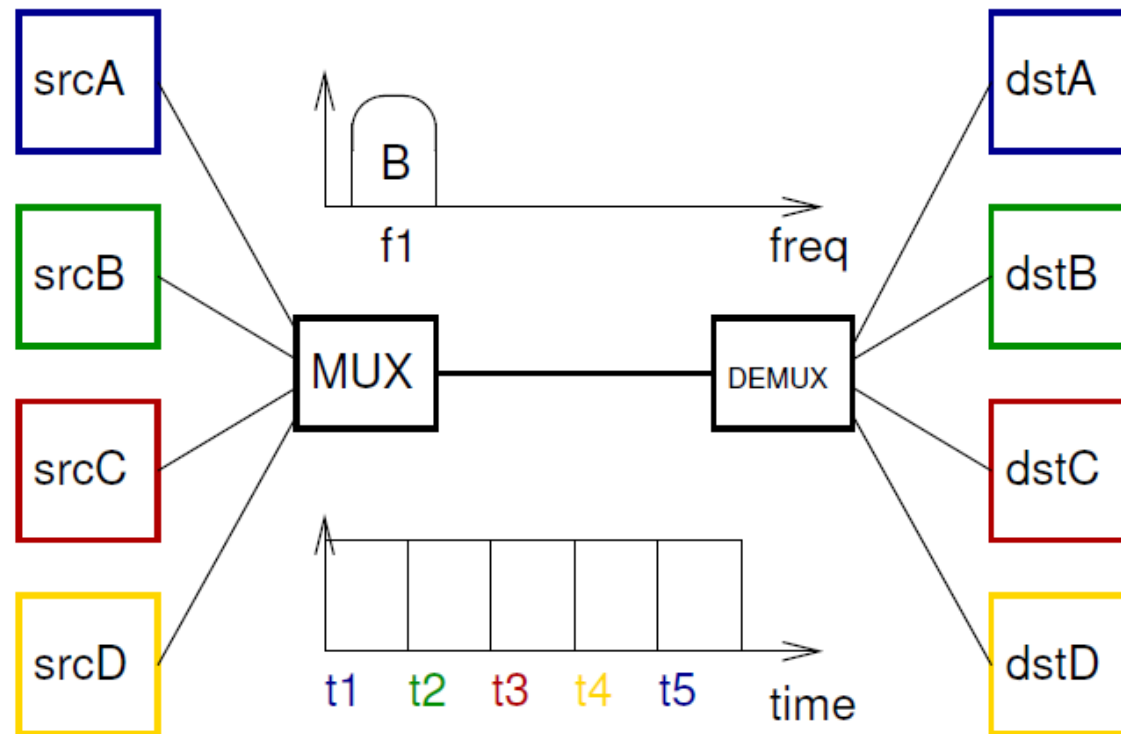 srcA
dstA
B
f1
freq
srcB
dstB
MUX
DEMUX
srcC
dstC
srcD
dstD
t1 t2 t3 t4 t5
time